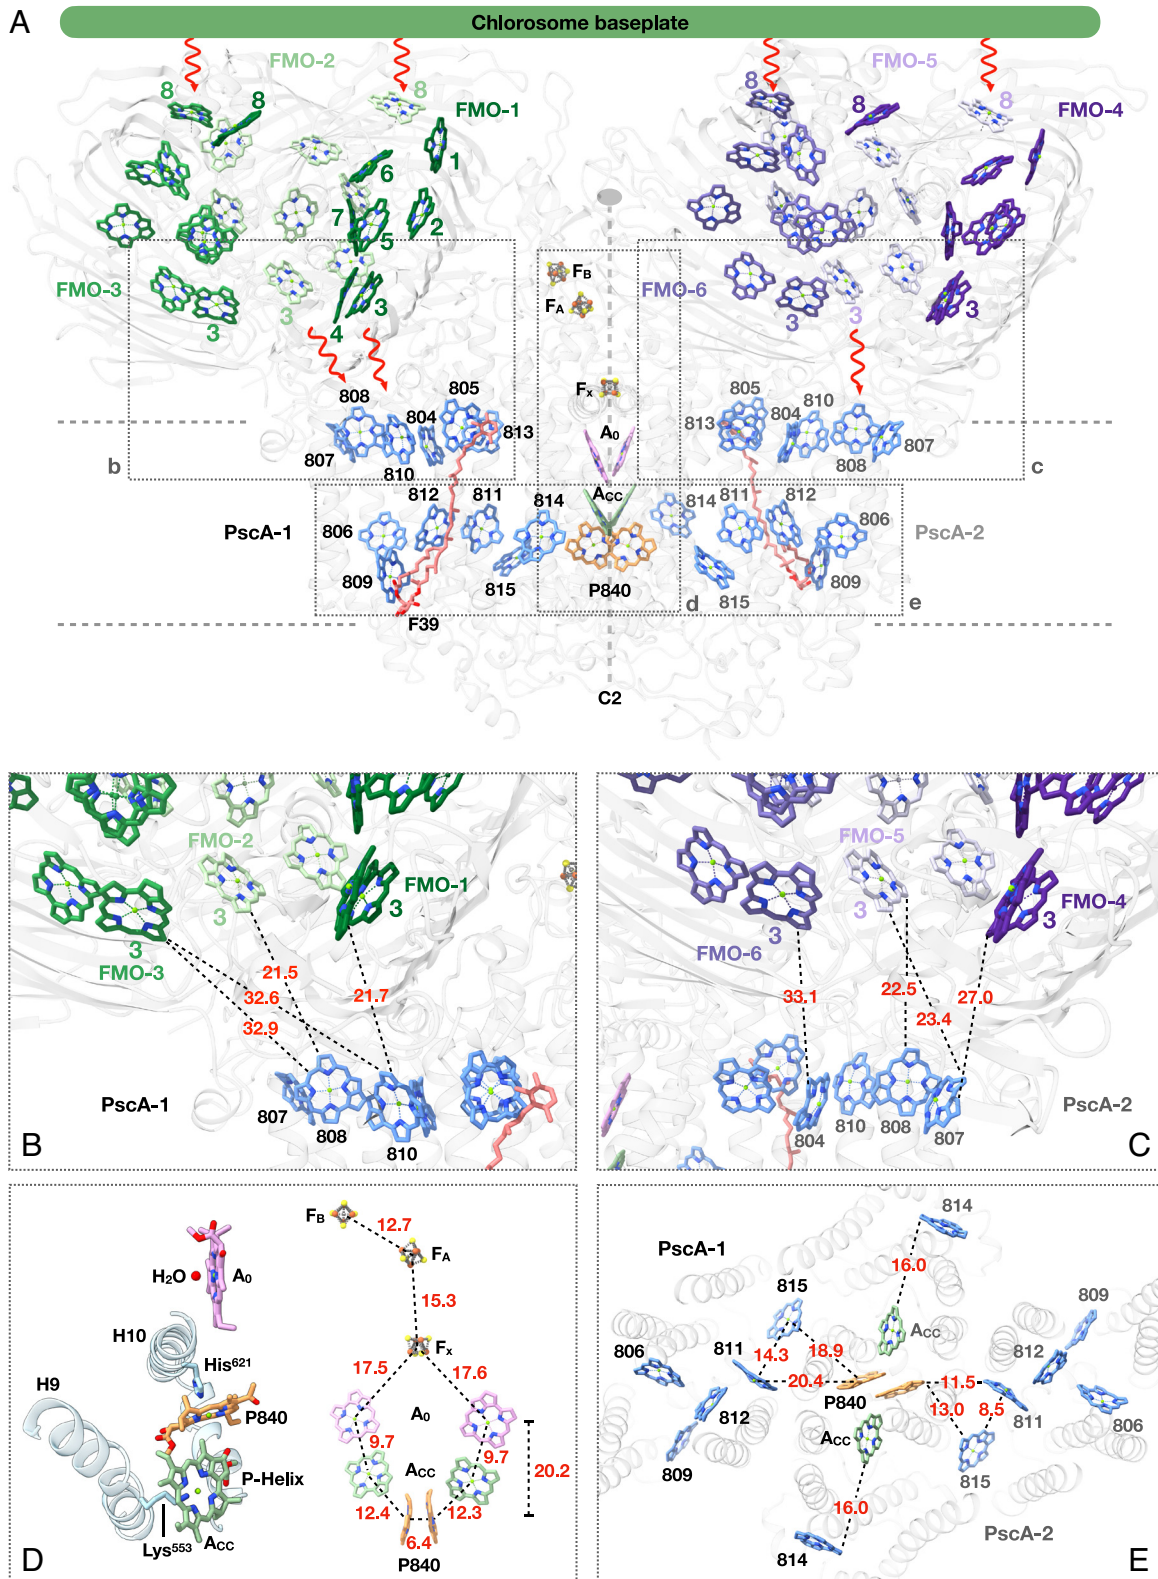 A
Chlorosome baseplate
FMO-2
FMO-5
8
8
8
FMO-1
8
8
8
FMO-4
1
6
7
5
2
FMO-3
3
3
4
3
FMO-6
3
3
3
FB
FA
FX
A0
ACC
808
804
805
813
807
810
805
813
804
810
808
807
b
c
812
811
814
814
811
812
806
806
PscA-1
PscA-2
809
815
P840
815
809
F39
d
e
C2
FMO-2
3
FMO-1
3
3
FMO-3
21.5
32.6
21.7
32.9
PscA-1
807
808
810
B
FMO-5
3
FMO-4
3
3
FMO-6
33.1
22.5
23.4
27.0
804
810
808
807
PscA-2
C
H2O
A0
H10
His621
H9
P840
P-Helix
Lys553
ACC
D
FB
12.7
FA
15.3
FX
17.5
17.6
A0
9.7
9.7
ACC
20.2
12.4
12.3
6.4
P840
814
PscA-1
16.0
815
809
ACC
811
812
806
14.3
18.9
20.4
11.5
P840
13.0
8.5
811
812
ACC
806
809
815
16.0
814
PscA-2
E